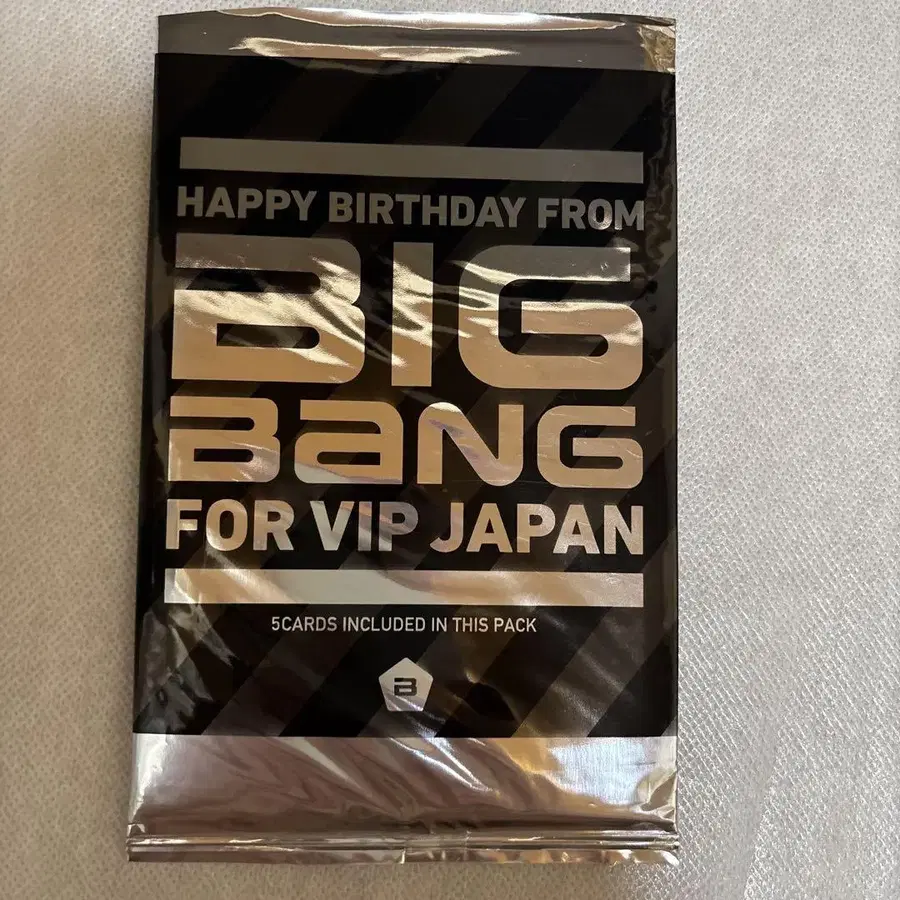 HAPPY BIRTHDAY FROM
BIG
BaNG
FOR VIP JAPAN
5CARDS INCLUDED IN THIS PACK
B